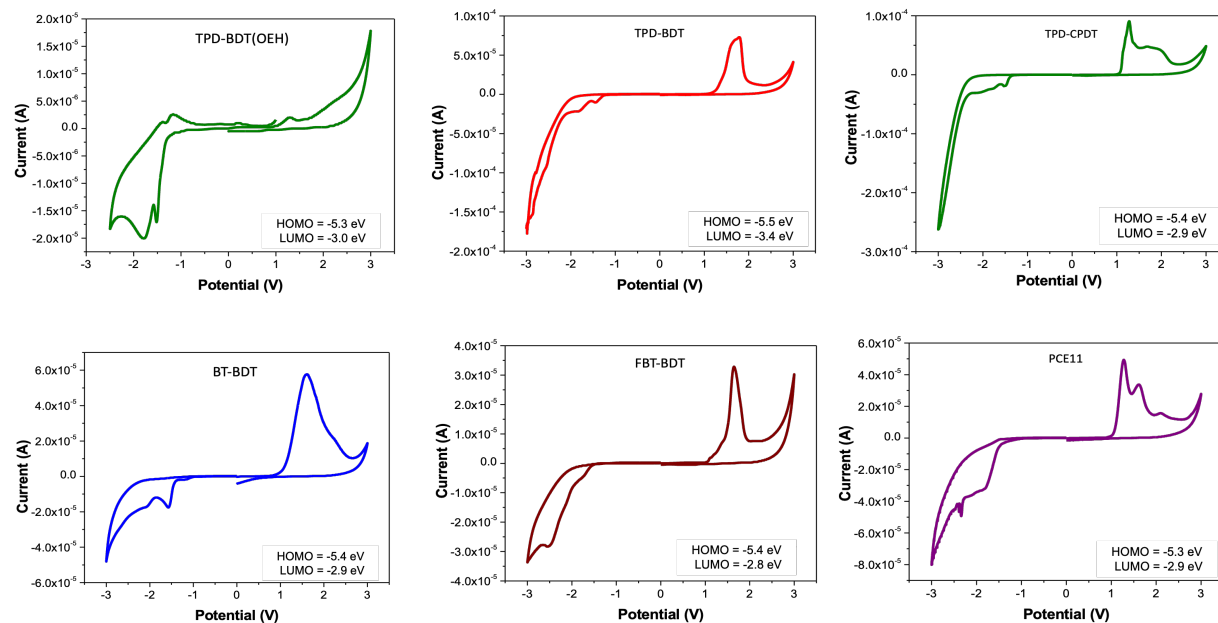 TPD-BDT(OEH)
2.0x10⁻⁵
1.5x10⁻⁵
1.0x10⁻⁵
5.0x10⁻⁶
0.0
-5.0x10⁻⁶
-1.0x10⁻⁵
-1.5x10⁻⁵
-2.0x10⁻⁵
Current (A)
HOMO = -5.3 eV
LUMO = -3.0 eV
-3 -2 -1 0 1 2 3
Potential (V)
TPD-BDT
1.0x10⁻⁴
5.0x10⁻⁵
0.0
-5.0x10⁻⁵
-1.0x10⁻⁴
-1.5x10⁻⁴
-2.0x10⁻⁴
Current (A)
HOMO = -5.5 eV
LUMO = -3.4 eV
-3 -2 -1 0 1 2 3
Potential (V)
TPD-CPDT
1.0x10⁻⁴
0.0
-1.0x10⁻⁴
-2.0x10⁻⁴
-3.0x10⁻⁴
Current (A)
HOMO = -5.4 eV
LUMO = -2.9 eV
-3 -2 -1 0 1 2 3
Potential (V)
BT-BDT
6.0x10⁻⁵
4.0x10⁻⁵
2.0x10⁻⁵
0.0
-2.0x10⁻⁵
-4.0x10⁻⁵
-6.0x10⁻⁵
Current (A)
HOMO = -5.4 eV
LUMO = -2.9 eV
-3 -2 -1 0 1 2 3
Potential (V)
FBT-BDT
4.0x10⁻⁵
3.0x10⁻⁵
2.0x10⁻⁵
1.0x10⁻⁵
0.0
-1.0x10⁻⁵
-2.0x10⁻⁵
-3.0x10⁻⁵
-4.0x10⁻⁵
Current (A)
HOMO = -5.4 eV
LUMO = -2.8 eV
-3 -2 -1 0 1 2 3
Potential (V)
PCE11
6.0x10⁻⁵
4.0x10⁻⁵
2.0x10⁻⁵
0.0
-2.0x10⁻⁵
-4.0x10⁻⁵
-6.0x10⁻⁵
-8.0x10⁻⁵
Current (A)
HOMO = -5.3 eV
LUMO = -2.9 eV
-3 -2 -1 0 1 2 3
Potential (V)